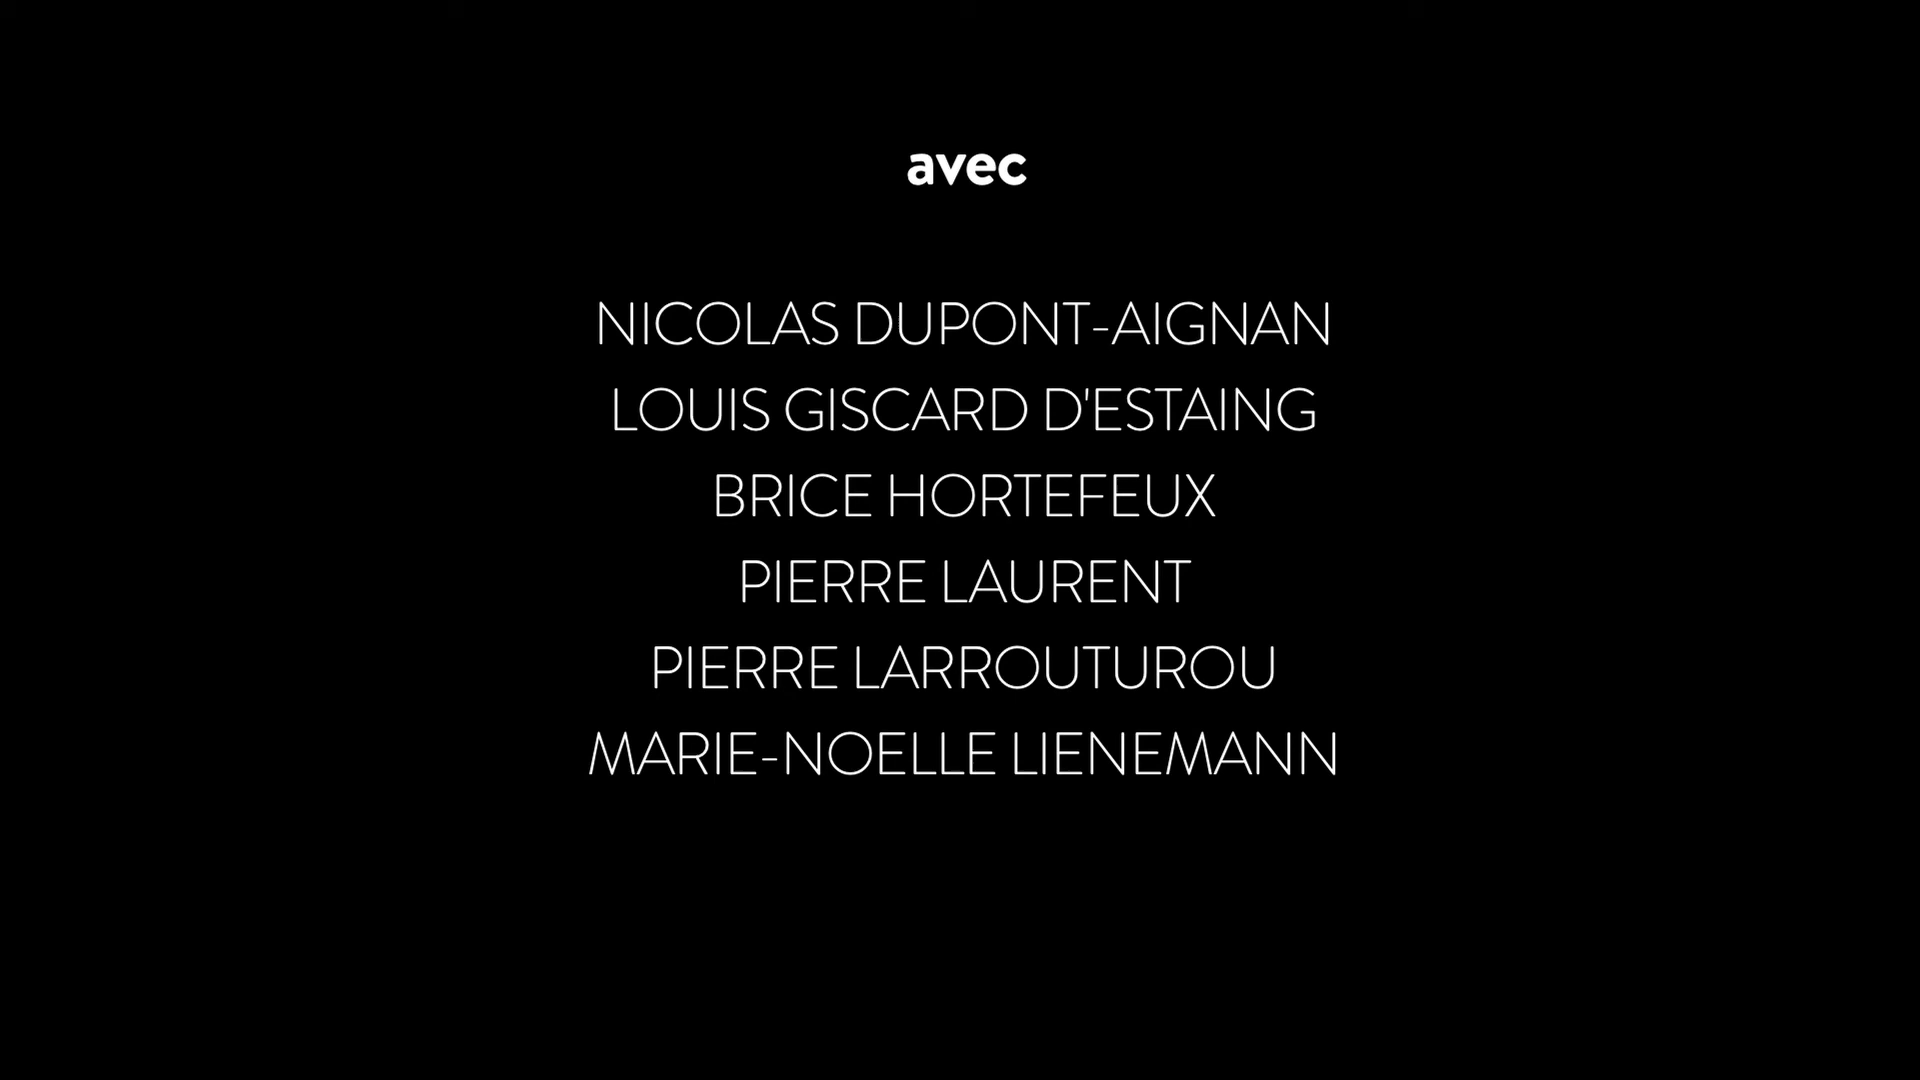 avec
NICOLAS DUPONT-AIGNAN
LOUIS GISCARD D'ESTAING
BRICE HORTEFEUX
PIERRE LAURENT
PIERRE LARROUTUROU
MARIE-NOELLE LIENEMANN